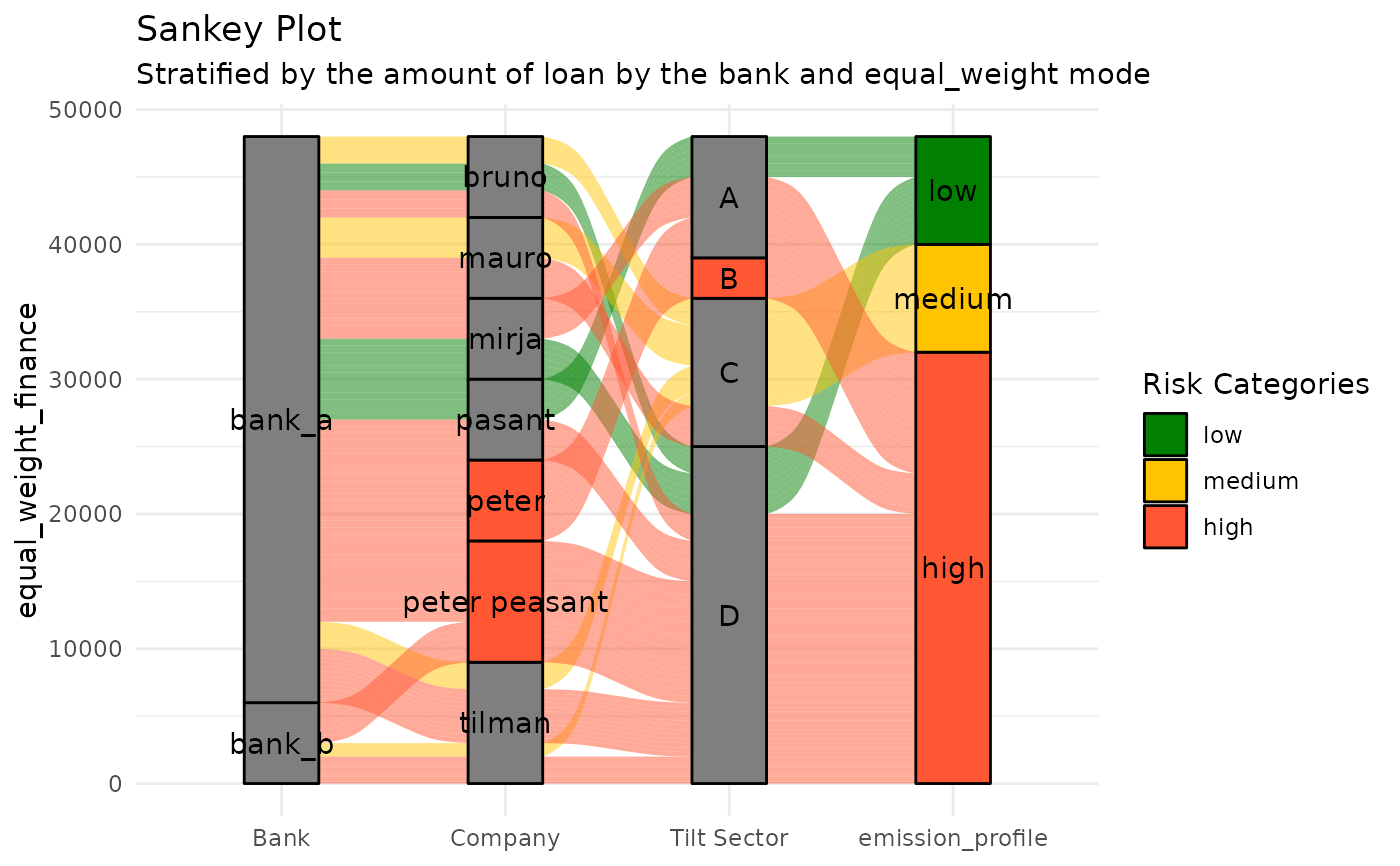 Sankey Plot
Stratified by the amount of loan by the bank and equal_weight mode
equal_weight_finance
50000
40000
30000
20000
10000
0
bank_a
bank_b
bruno
mauro
mirja
pasant
peter
peter peasant
tilman
A
B
C
D
low
medium
high
Bank
Company
Tilt Sector
emission_profile
Risk Categories
low
medium
high